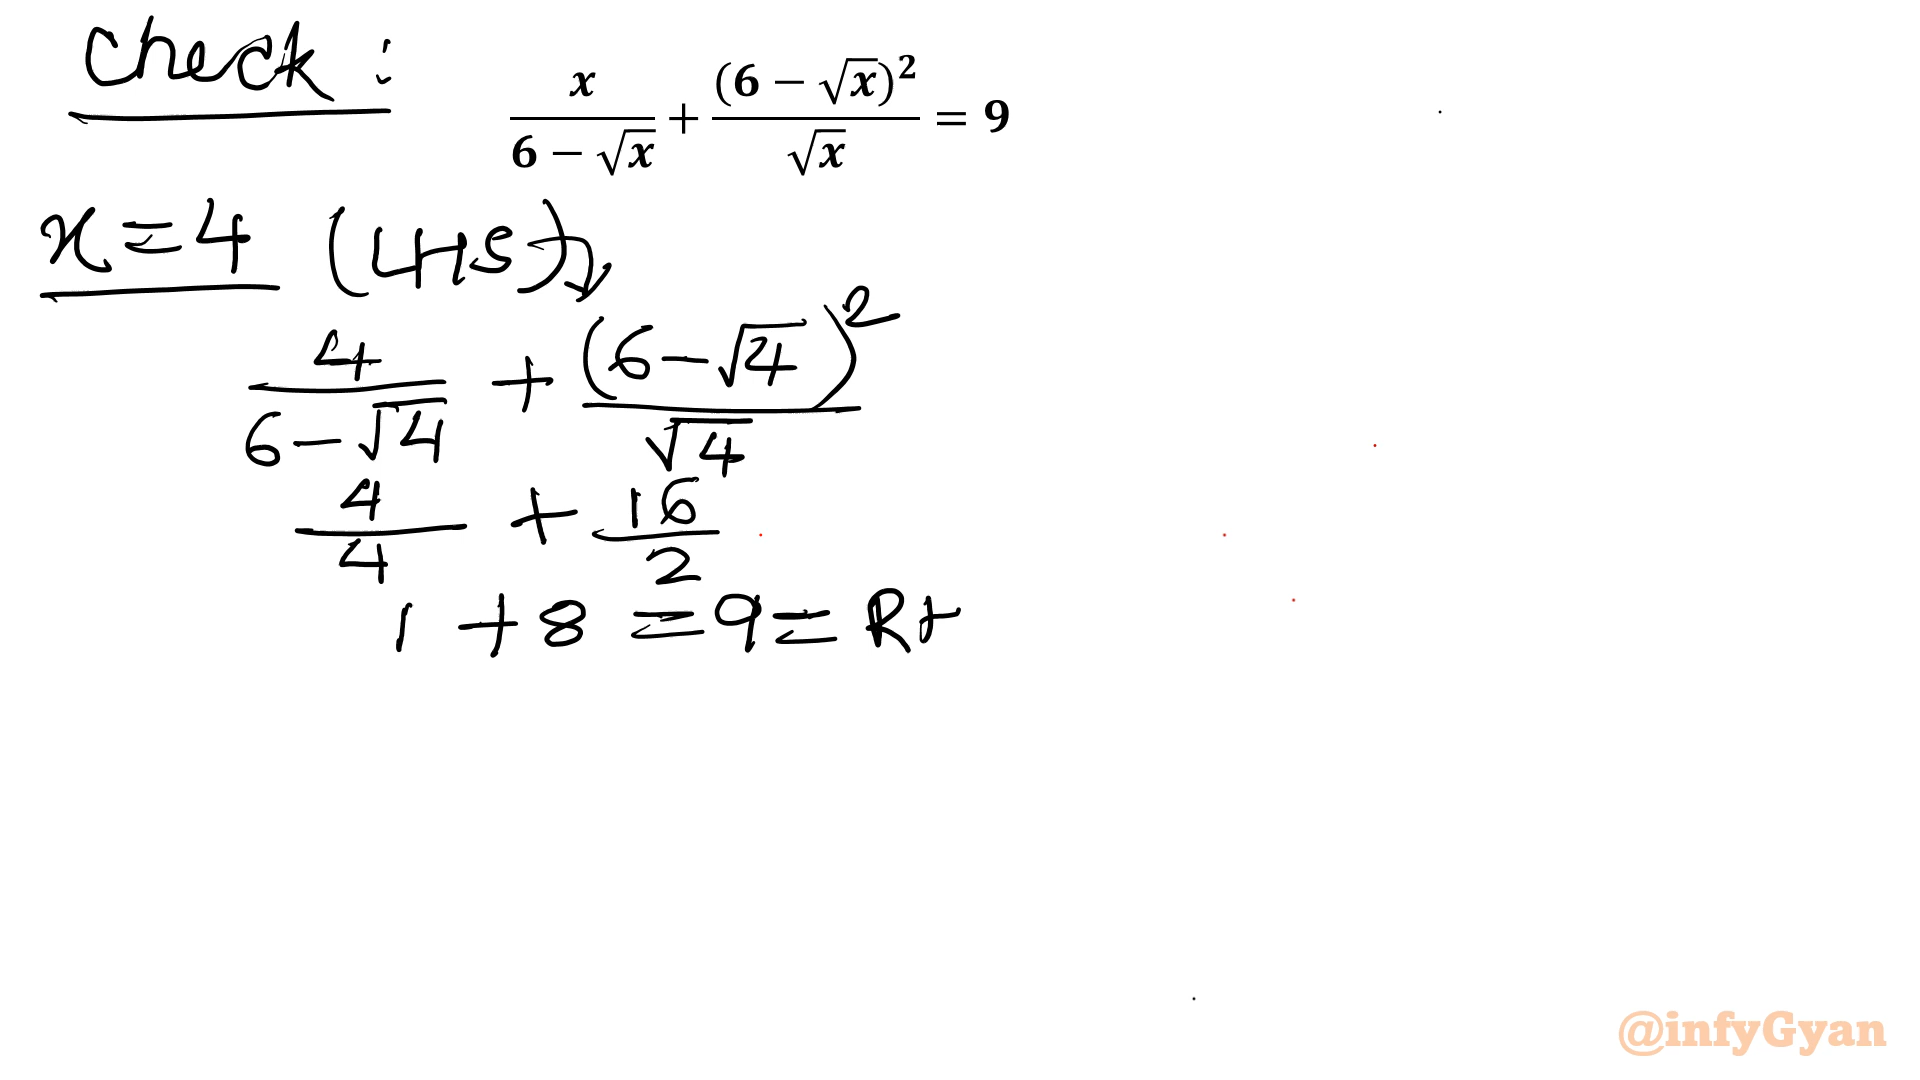 Check :
x/(6 − √x) + (6 − √x)²/√x = 9
x = 4 (LHS)
4/(6 − √4) + (6 − √4)²/√4
4/4 + 16/2
1 + 8 = 9 = RH
@infyGyan